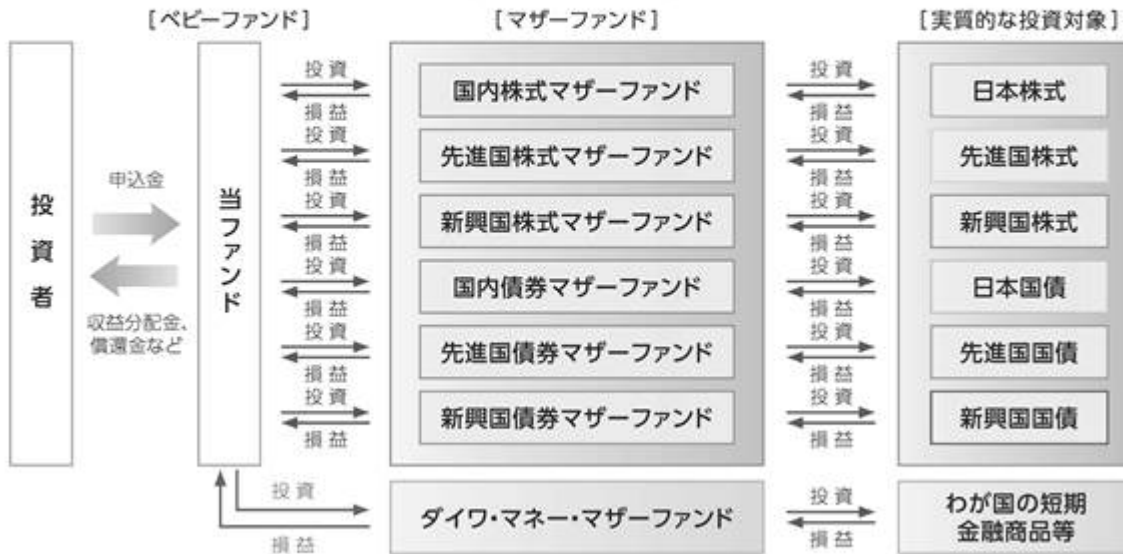 [ベビーファンド]
[マザーファンド]
[実質的な投資対象]
投資者
申込金
収益分配金、
償還金など
当ファンド
投資
損益
国内株式マザーファンド
投資
損益
日本株式
投資
損益
先進国株式マザーファンド
投資
損益
先進国株式
投資
損益
新興国株式マザーファンド
投資
損益
新興国株式
投資
損益
国内債券マザーファンド
投資
損益
日本国債
投資
損益
先進国債券マザーファンド
投資
損益
先進国国債
投資
損益
新興国債券マザーファンド
投資
損益
新興国国債
投資
損益
ダイワ・マネー・マザーファンド
投資
損益
わが国の短期
金融商品等